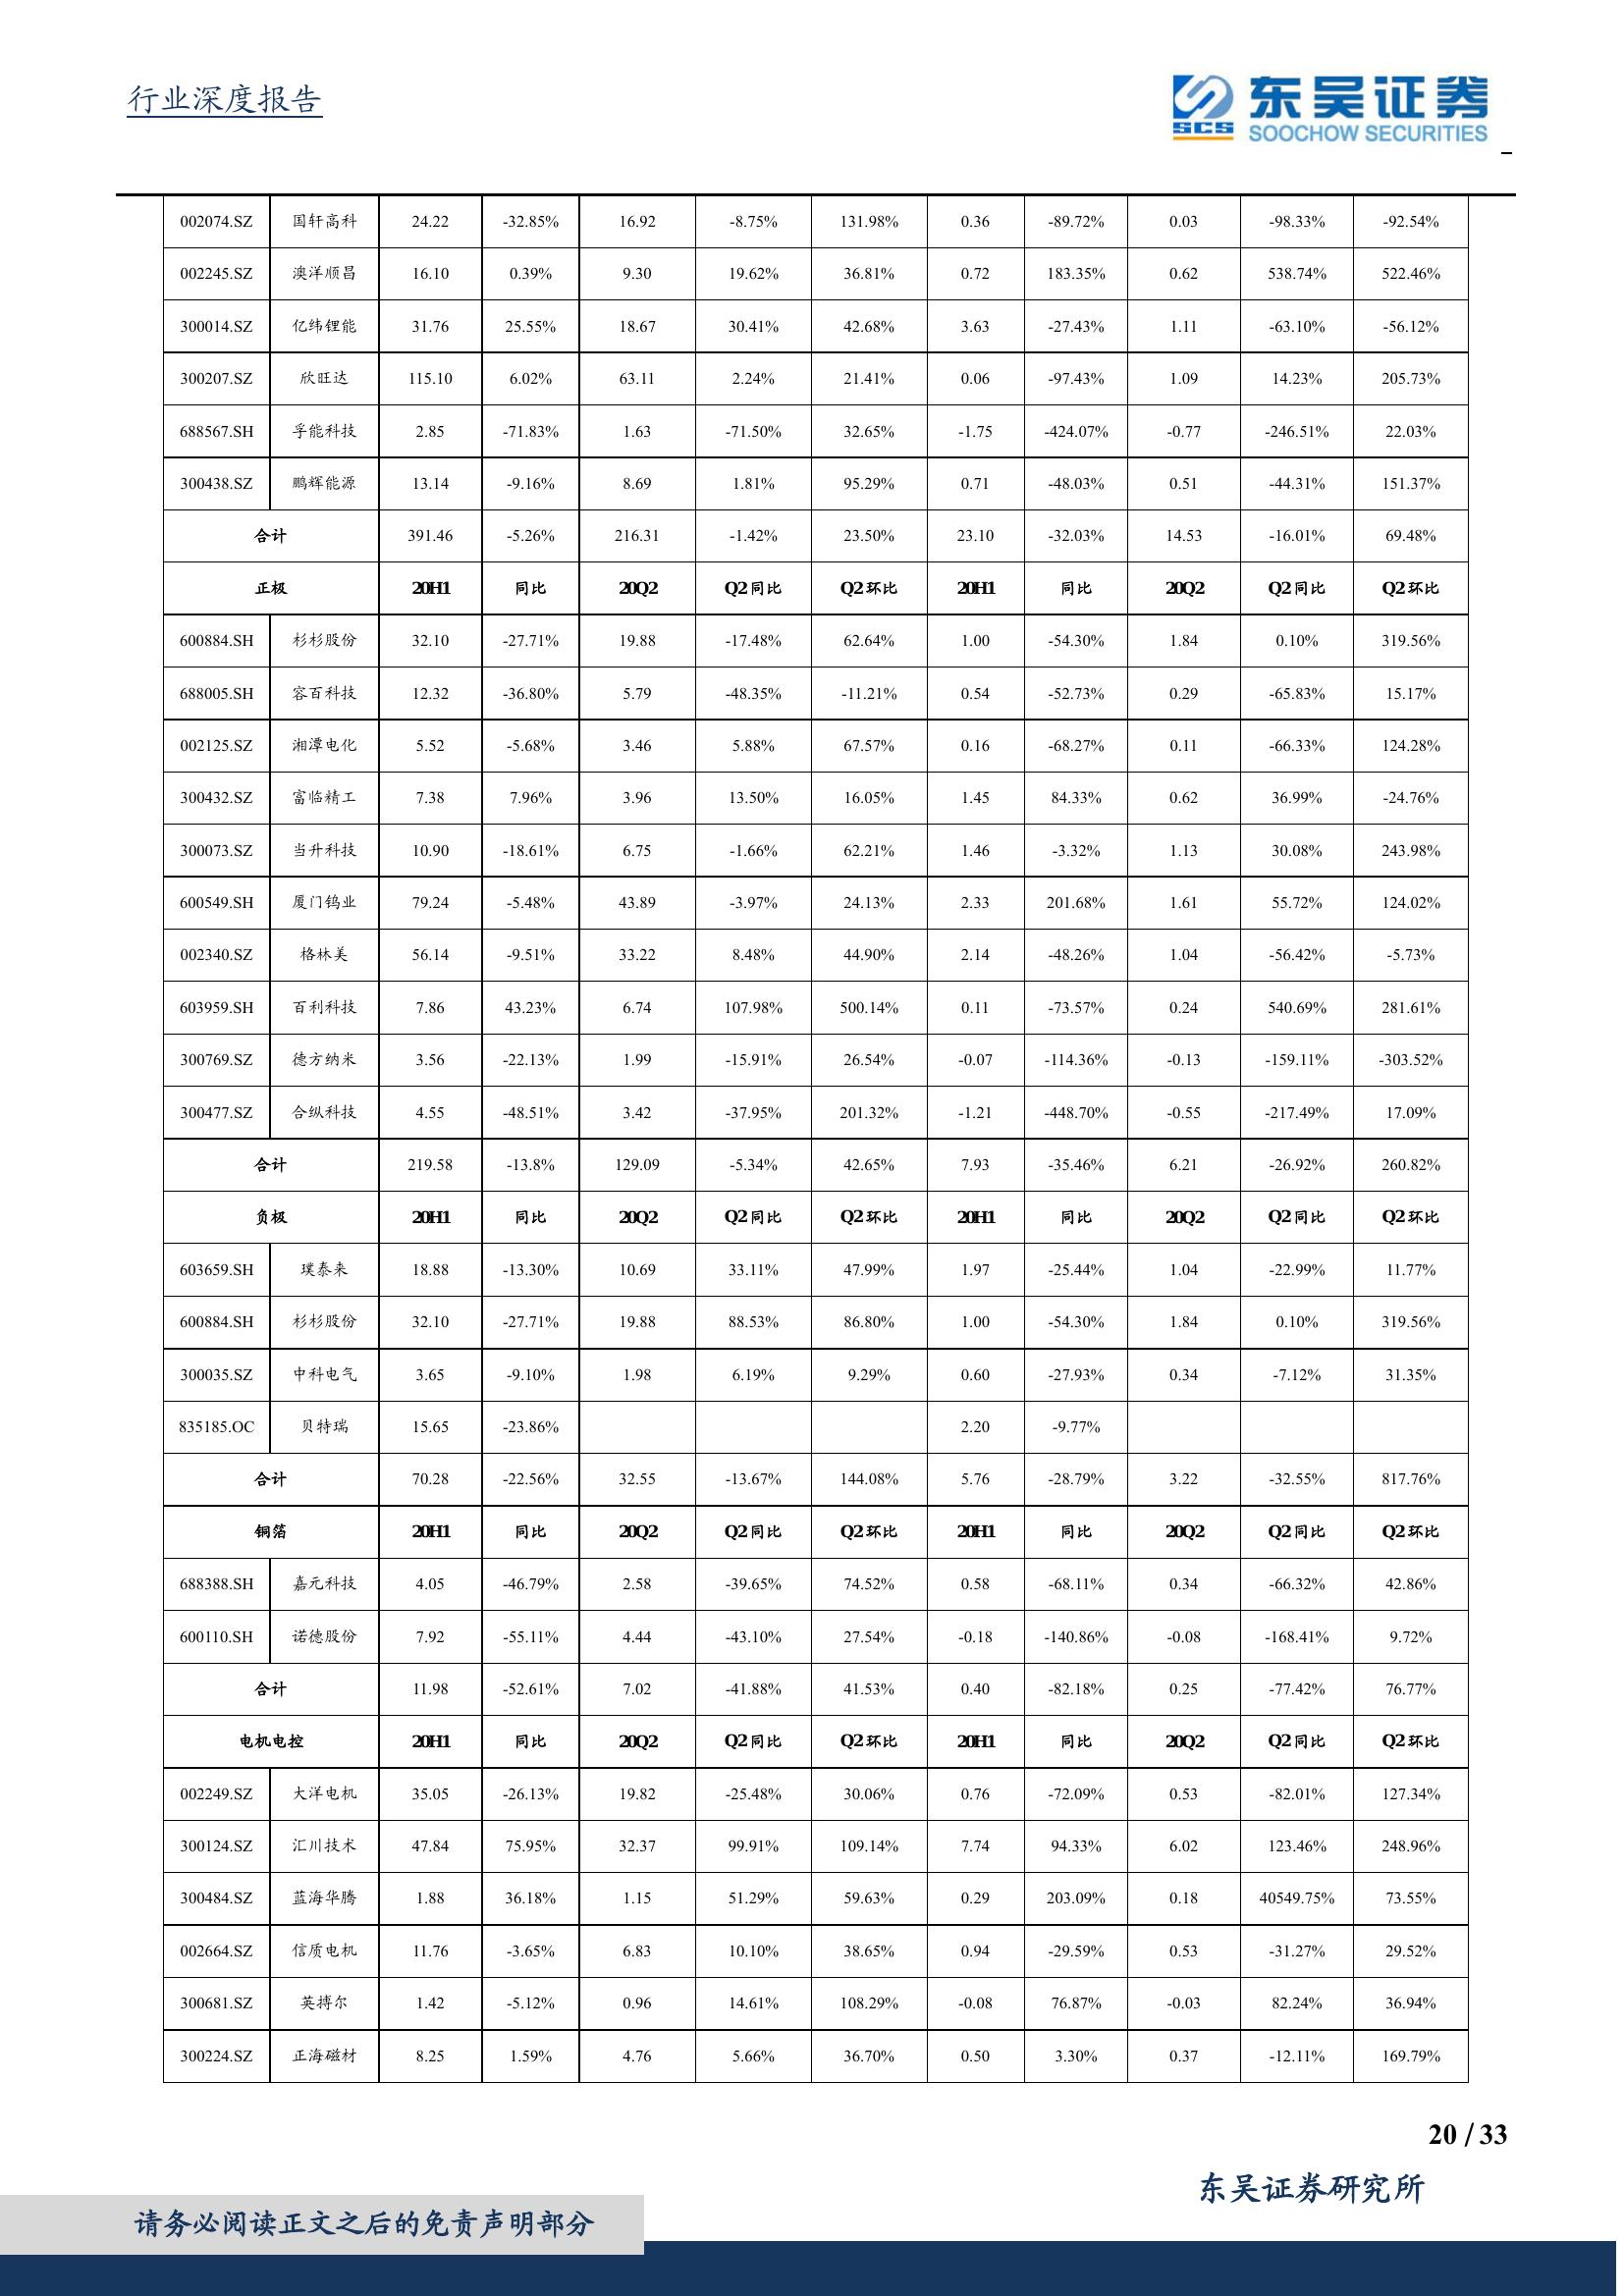 行业深度报告
SCS 东吴证券
SOOCHOW SECURITIES
002074.SZ 国轩高科 24.22 -32.85% 16.92 -8.75% 131.98% 0.36 -89.72% 0.03 -98.33% -92.54%
002245.SZ 澳洋顺昌 16.10 0.39% 9.30 19.62% 36.81% 0.72 183.35% 0.62 538.74% 522.46%
300014.SZ 亿纬锂能 31.76 25.55% 18.67 30.41% 42.68% 3.63 -27.43% 1.11 -63.10% -56.12%
300207.SZ 欣旺达 115.10 6.02% 63.11 2.24% 21.41% 0.06 -97.43% 1.09 14.23% 205.73%
688567.SH 孚能科技 2.85 -71.83% 1.63 -71.50% 32.65% -1.75 -424.07% -0.77 -246.51% 22.03%
300438.SZ 鹏辉能源 13.14 -9.16% 8.69 1.81% 95.29% 0.71 -48.03% 0.51 -44.31% 151.37%
合计 391.46 -5.26% 216.31 -1.42% 23.50% 23.10 -32.03% 14.53 -16.01% 69.48%
正极 20H1 同比 20Q2 Q2同比 Q2环比 20H1 同比 20Q2 Q2同比 Q2环比
600884.SH 杉杉股份 32.10 -27.71% 19.88 -17.48% 62.64% 1.00 -54.30% 1.84 0.10% 319.56%
688005.SH 容百科技 12.32 -36.80% 5.79 -48.35% -11.21% 0.54 -52.73% 0.29 -65.83% 15.17%
002125.SZ 湘潭电化 5.52 -5.68% 3.46 5.88% 67.57% 0.16 -68.27% 0.11 -66.33% 124.28%
300432.SZ 富临精工 7.38 7.96% 3.96 13.50% 16.05% 1.45 84.33% 0.62 36.99% -24.76%
300073.SZ 当升科技 10.90 -18.61% 6.75 -1.66% 62.21% 1.46 -3.32% 1.13 30.08% 243.98%
600549.SH 厦门钨业 79.24 -5.48% 43.89 -3.97% 24.13% 2.33 201.68% 1.61 55.72% 124.02%
002340.SZ 格林美 56.14 -9.51% 33.22 8.48% 44.90% 2.14 -48.26% 1.04 -56.42% -5.73%
603959.SH 百利科技 7.86 43.23% 6.74 107.98% 500.14% 0.11 -73.57% 0.24 540.69% 281.61%
300769.SZ 德方纳米 3.56 -22.13% 1.99 -15.91% 26.54% -0.07 -114.36% -0.13 -159.11% -303.52%
300477.SZ 合纵科技 4.55 -48.51% 3.42 -37.95% 201.32% -1.21 -448.70% -0.55 -217.49% 17.09%
合计 219.58 -13.8% 129.09 -5.34% 42.65% 7.93 -35.46% 6.21 -26.92% 260.82%
负极 20H1 同比 20Q2 Q2同比 Q2环比 20H1 同比 20Q2 Q2同比 Q2环比
603659.SH 璞泰来 18.88 -13.30% 10.69 33.11% 47.99% 1.97 -25.44% 1.04 -22.99% 11.77%
600884.SH 杉杉股份 32.10 -27.71% 19.88 88.53% 86.80% 1.00 -54.30% 1.84 0.10% 319.56%
300035.SZ 中科电气 3.65 -9.10% 1.98 6.19% 9.29% 0.60 -27.93% 0.34 -7.12% 31.35%
835185.OC 贝特瑞 15.65 -23.86% 2.20 -9.77%
合计 70.28 -22.56% 32.55 -13.67% 144.08% 5.76 -28.79% 3.22 -32.55% 817.76%
铜箔 20H1 同比 20Q2 Q2同比 Q2环比 20H1 同比 20Q2 Q2同比 Q2环比
688388.SH 嘉元科技 4.05 -46.79% 2.58 -39.65% 74.52% 0.58 -68.11% 0.34 -66.32% 42.86%
600110.SH 诺德股份 7.92 -55.11% 4.44 -43.10% 27.54% -0.18 -140.86% -0.08 -168.41% 9.72%
合计 11.98 -52.61% 7.02 -41.88% 41.53% 0.40 -82.18% 0.25 -77.42% 76.77%
电机电控 20H1 同比 20Q2 Q2同比 Q2环比 20H1 同比 20Q2 Q2同比 Q2环比
002249.SZ 大洋电机 35.05 -26.13% 19.82 -25.48% 30.06% 0.76 -72.09% 0.53 -82.01% 127.34%
300124.SZ 汇川技术 47.84 75.95% 32.37 99.91% 109.14% 7.74 94.33% 6.02 123.46% 248.96%
300484.SZ 蓝海华腾 1.88 36.18% 1.15 51.29% 59.63% 0.29 203.09% 0.18 40549.75% 73.55%
002664.SZ 信质电机 11.76 -3.65% 6.83 10.10% 38.65% 0.94 -29.59% 0.53 -31.27% 29.52%
300681.SZ 英搏尔 1.42 -5.12% 0.96 14.61% 108.29% -0.08 76.87% -0.03 82.24% 36.94%
300224.SZ 正海磁材 8.25 1.59% 4.76 5.66% 36.70% 0.50 3.30% 0.37 -12.11% 169.79%
20 / 33
东吴证券研究所
请务必阅读正文之后的免责声明部分